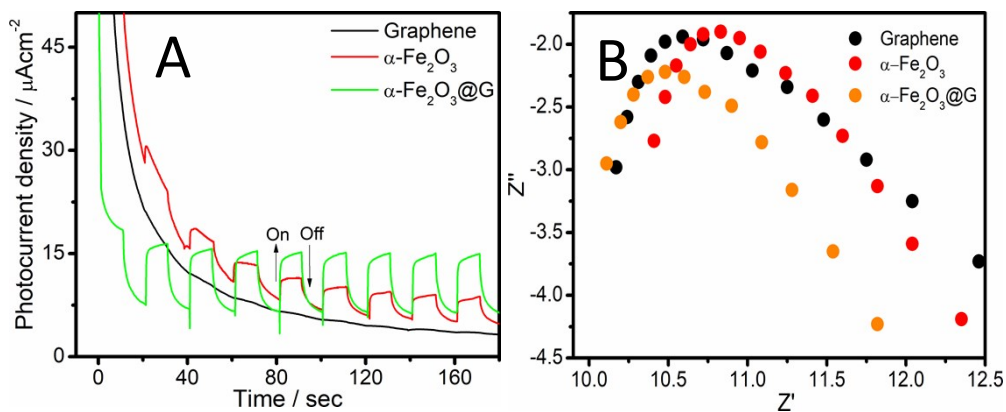 A
Graphene
α-Fe₂O₃
α-Fe₂O₃@G
On Off
45
30
15
0
Photocurrent density / μAcm⁻²
0 40 80 120 160
Time / sec
B
Graphene
α–Fe₂O₃
α–Fe₂O₃@G
-2.0
-2.5
-3.0
-3.5
-4.0
-4.5
Z''
10.0 10.5 11.0 11.5 12.0 12.5
Z'